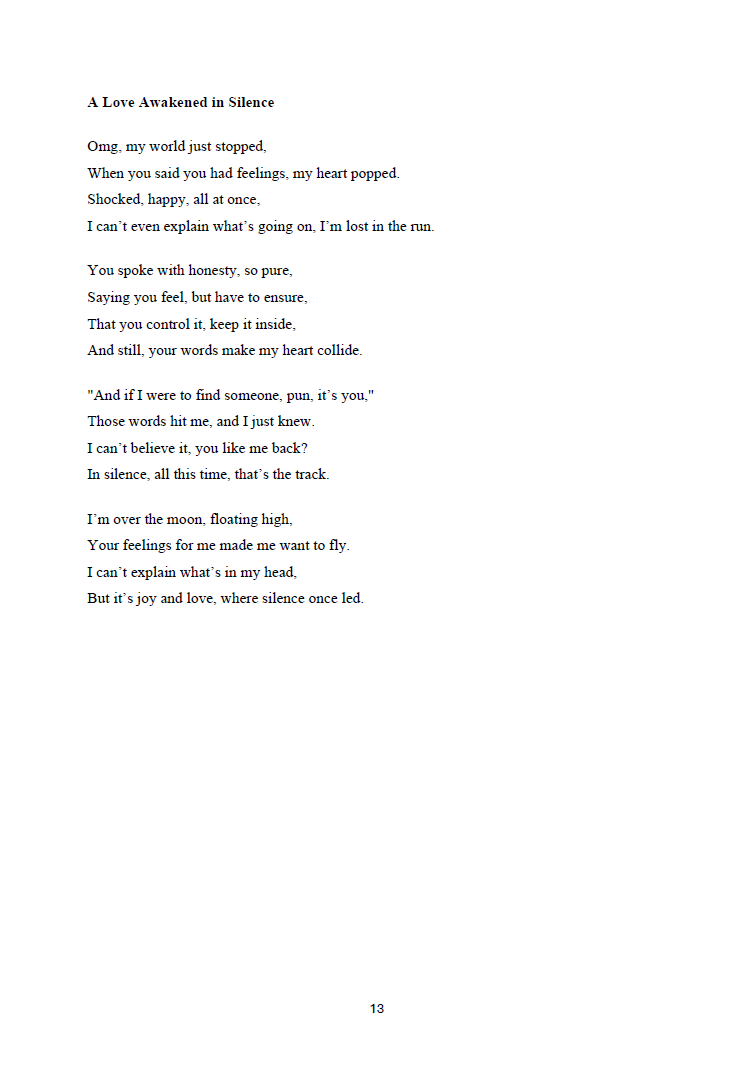 A Love Awakened in Silence
Omg, my world just stopped,
When you said you had feelings, my heart popped.
Shocked, happy, all at once,
I can’t even explain what’s going on, I’m lost in the run.
You spoke with honesty, so pure,
Saying you feel, but have to ensure,
That you control it, keep it inside,
And still, your words make my heart collide.
"And if I were to find someone, pun, it’s you,"
Those words hit me, and I just knew.
I can’t believe it, you like me back?
In silence, all this time, that’s the track.
I’m over the moon, floating high,
Your feelings for me made me want to fly.
I can’t explain what’s in my head,
But it’s joy and love, where silence once led.
13